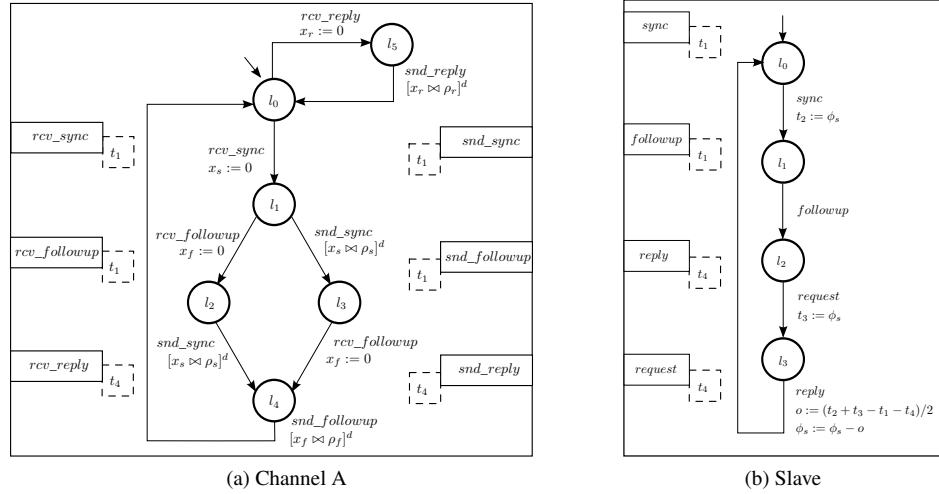 rcv_reply
x_r := 0
l_5
snd_reply
[x_r ⋈ ρ_r]^d
l_0
rcv_sync
t_1
rcv_sync
x_s := 0
snd_sync
t_1
l_1
rcv_followup
x_f := 0
snd_sync
[x_s ⋈ ρ_s]^d
rcv_followup
t_1
snd_followup
t_1
l_2
l_3
snd_sync
[x_s ⋈ ρ_s]^d
rcv_followup
x_f := 0
rcv_reply
t_4
snd_reply
t_4
l_4
snd_followup
[x_f ⋈ ρ_f]^d
(a) Channel A
sync
t_1
l_0
sync
t_2 := ϕ_s
followup
t_1
l_1
followup
reply
t_4
l_2
request
t_3 := ϕ_s
request
t_4
l_3
reply
o := (t_2 + t_3 − t_1 − t_4)/2
ϕ_s := ϕ_s − o
(b) Slave